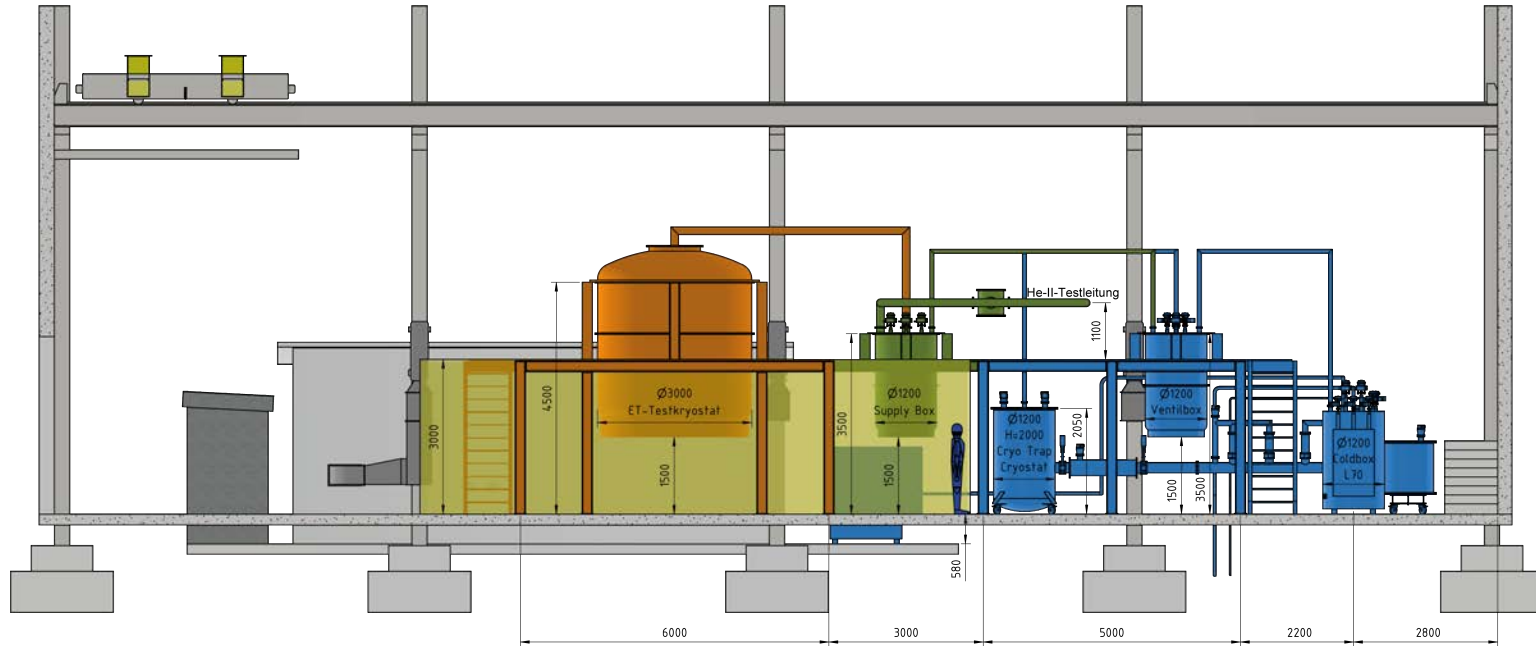 He-II-Testleitung
1100
Ø3000
ET-Testkryostat
4500
3000
1500
Ø1200
Supply Box
3500
1500
Ø1200
H=2000
Cryo Trap
Cryostat
2050
Ø1200
Ventilbox
1500
3500
Ø1200
Coldbox
L70
580
6000
3000
5000
2200
2800